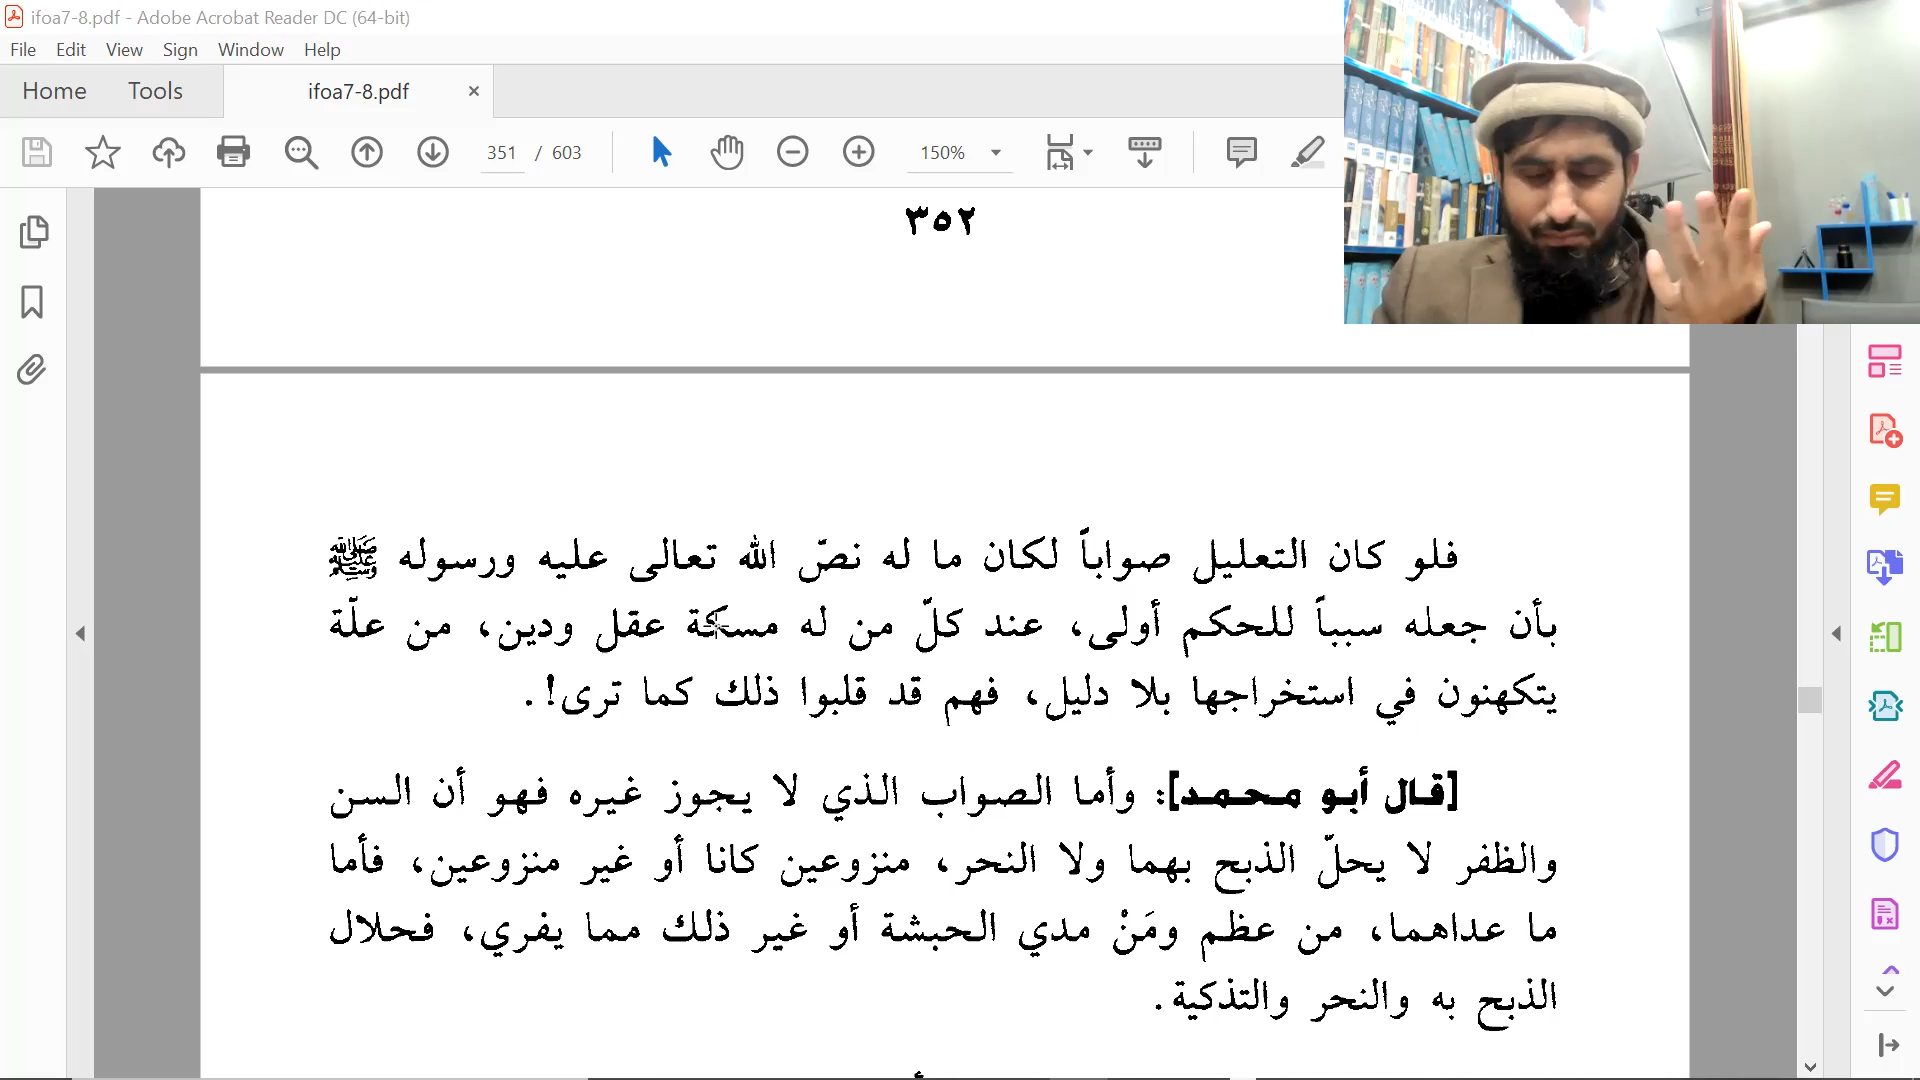 ifoa7-8.pdf - Adobe Acrobat Reader DC (64-bit)
File Edit View Sign Window Help
Home Tools ifoa7-8.pdf ×
351 / 603 150%
٣٥٢
فلو كان التعليل صواباً لكان ما له نصّ الله تعالى عليه ورسوله ﷺ
بأن جعله سبباً للحكم أولى، عند كلّ من له مسكة عقل ودين، من علّة
يتكهنون في استخراجها بلا دليل، فهم قد قلبوا ذلك كما ترى!.
[قال أبو محمد]: وأما الصواب الذي لا يجوز غيره فهو أن السن
والظفر لا يحلّ الذبح بهما ولا النحر، منزوعين كانا أو غير منزوعين، فأما
ما عداهما، من عظم ومَنْ مدي الحبشة أو غير ذلك مما يفري، فحلال
الذبح به والنحر والتذكية.